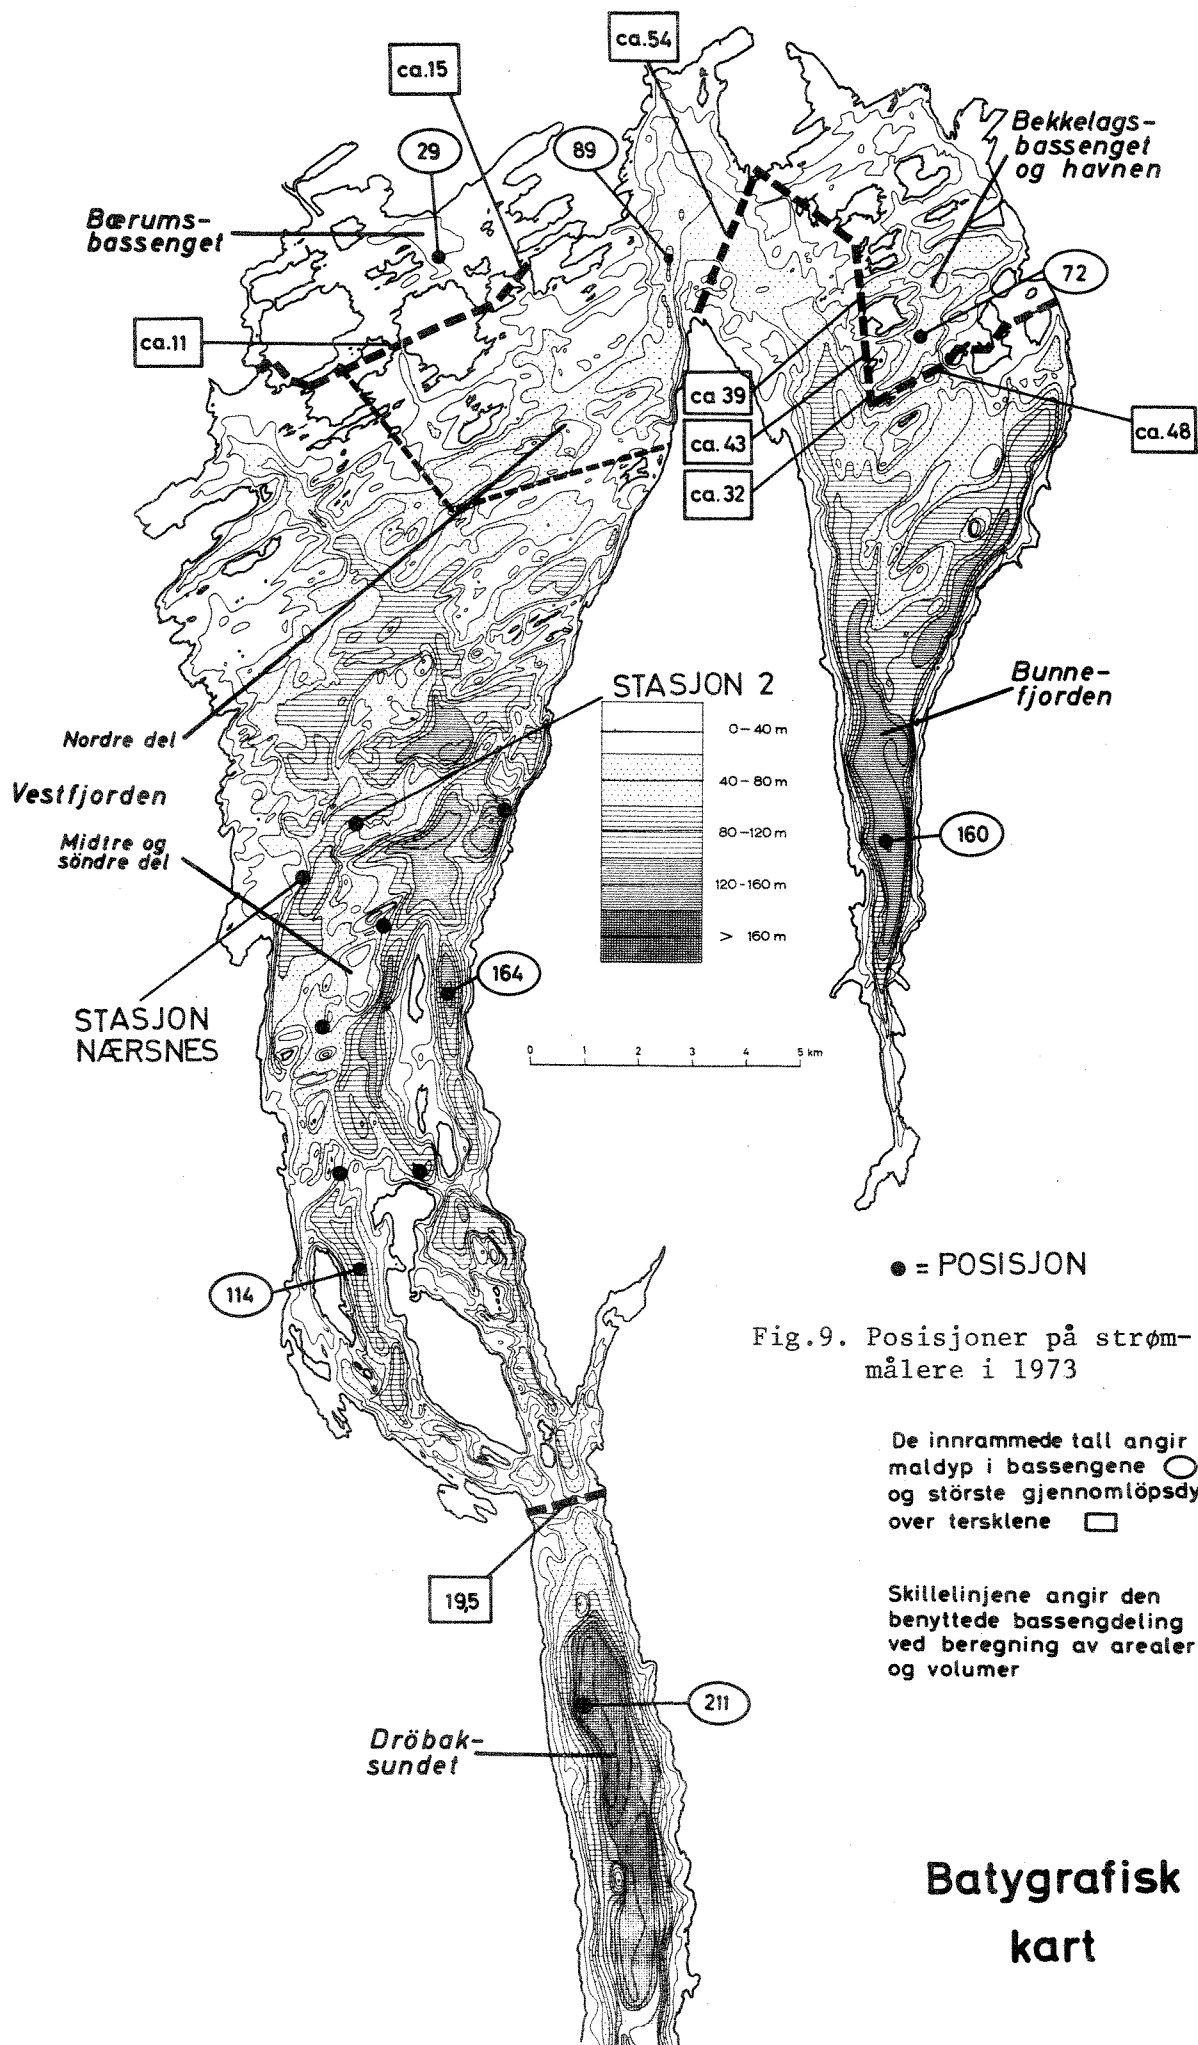 ca.54
ca.15
29
89
Bekkelags-
bassenget
og havnen
Bærums-
bassenget
72
ca.11
ca 39
ca.43
ca.48
ca.32
STASJON 2
Bunne-
fjorden
0-40 m
40-80 m
80-120 m
120-160 m
> 160 m
Nordre del
Vestfjorden
Midtre og
söndre del
160
164
STASJON
NÆRSNES
0 1 2 3 4 5 km
114
● = POSISJON
Fig.9. Posisjoner på strøm-
målere i 1973
De innrammede tall angir
maldyp i bassengene
og störste gjennomlöpsdy
over tersklene
19,5
Skillelinjene angir den
benyttede bassengdeling
ved beregning av arealer
og volumer
211
Dröbak-
sundet
Batygrafisk
kart